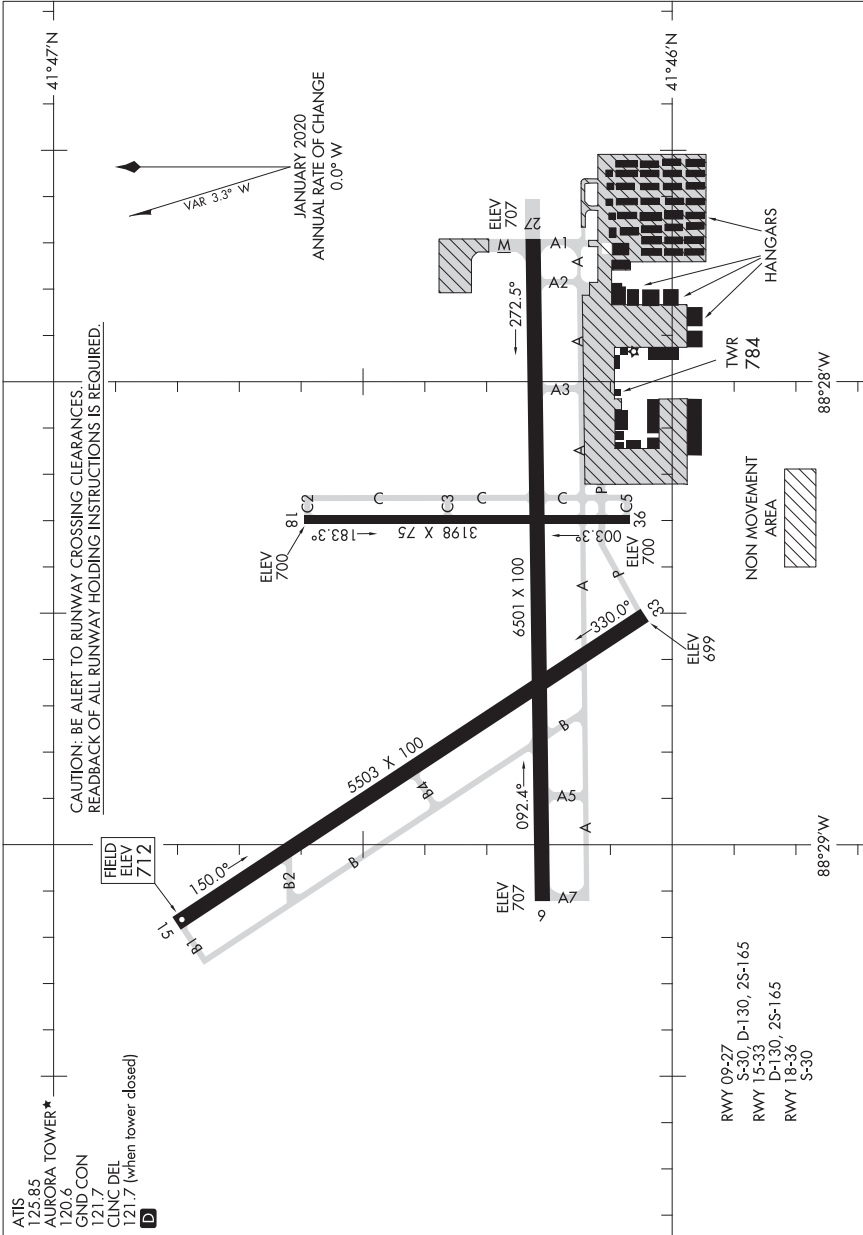 ATIS
125.85
AURORA TOWER★
120.6
GND CON
121.7
CLNC DEL
121.7 (when tower closed)
D
CAUTION: BE ALERT TO RUNWAY CROSSING CLEARANCES.
READBACK OF ALL RUNWAY HOLDING INSTRUCTIONS IS REQUIRED.
41°47'N
VAR 3.3° W
JANUARY 2020
ANNUAL RATE OF CHANGE
0.0° W
FIELD
ELEV
712
15
150.0°
B1
B2
B
B4
5503 X 100
B
330.0°
33
ELEV
699
ELEV
700
18
183.3°
3198 X 75
003.3°
36
ELEV
700
C2
C
C3
C
C
C5
ELEV
707
9
092.4°
6501 X 100
272.5°
27
ELEV
707
M
A1
A
A2
A
A3
A
P
P
A
A5
A
A7
TWR
784
HANGARS
NON MOVEMENT
AREA
41°46'N
88°28'W
88°29'W
RWY 09-27
S-30, D-130, 2S-165
RWY 15-33
D-130, 2S-165
RWY 18-36
S-30